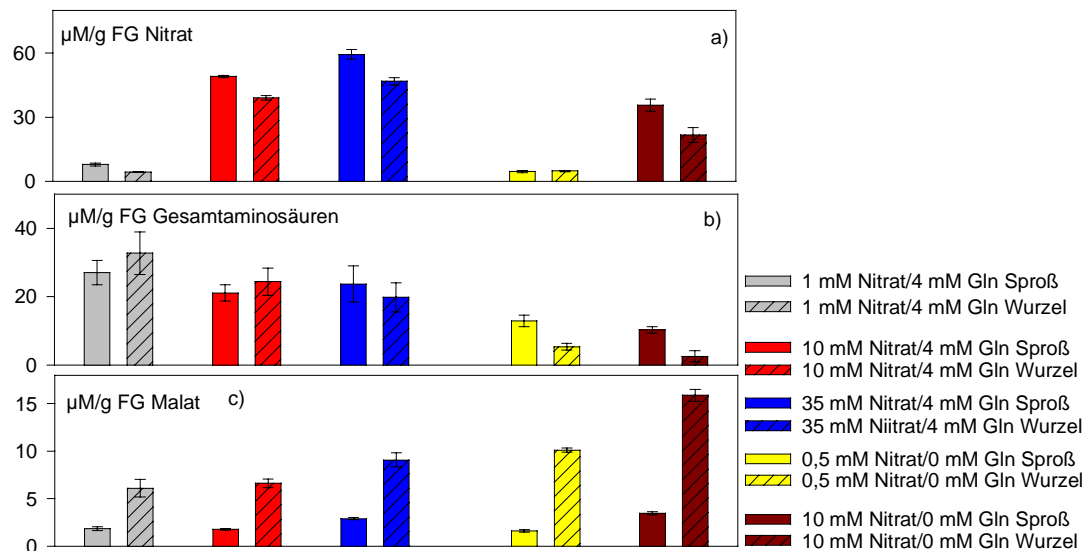 µM/g FG Nitrat
a)
60
30
0
µM/g FG Gesamtaminosäuren
b)
40
20
0
µM/g FG Malat
c)
15
10
5
0
1 mM Nitrat/4 mM Gln Sproß
1 mM Nitrat/4 mM Gln Wurzel
10 mM Nitrat/4 mM Gln Sproß
10 mM Nitrat/4 mM Gln Wurzel
35 mM Nitrat/4 mM Gln Sproß
35 mM Niitrat/4 mM Gln Wurzel
0,5 mM Nitrat/0 mM Gln Sproß
0,5 mM Nitrat/0 mM Gln Wurzel
10 mM Nitrat/0 mM Gln Sproß
10 mM Nitrat/0 mM Gln Wurzel